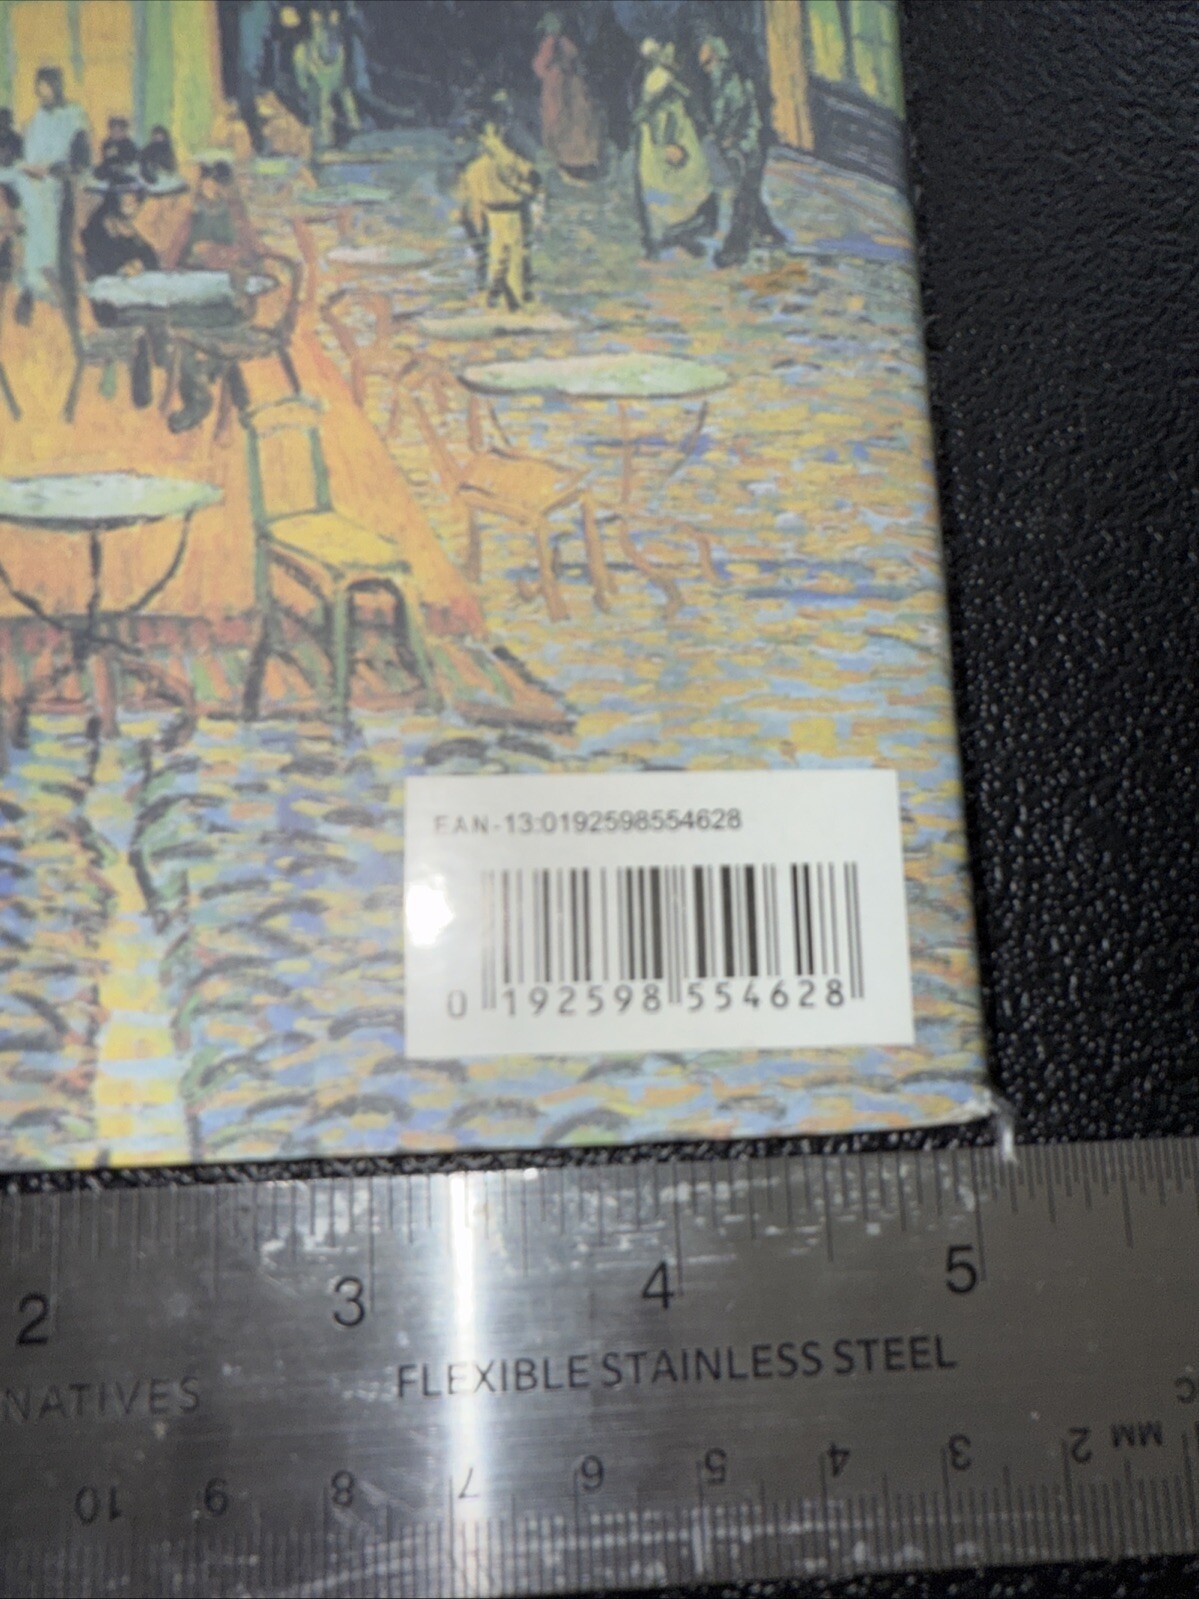 EAN-13:0192598554628
0 192598 554628
2 3 4 5
NATIVES FLEXIBLE STAINLESS STEEL
10 9 8 7 6 5 4 3 2 MM